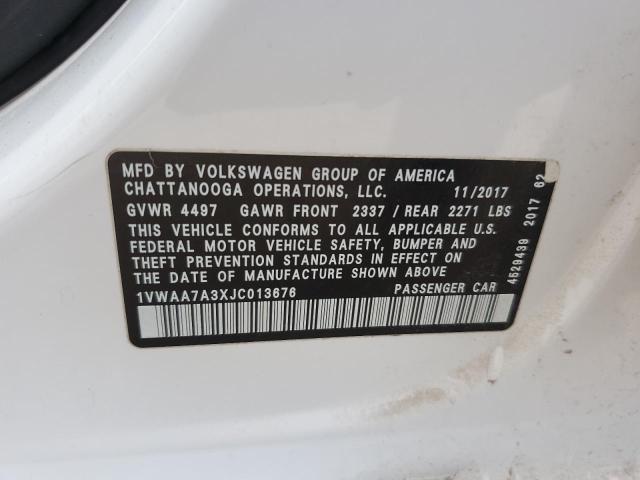 MFD BY VOLKSWAGEN GROUP OF AMERICA
CHATTANOOGA OPERATIONS, LLC. 11/2017
GVWR 4497 GAWR FRONT 2337 / REAR 2271 LBS
THIS VEHICLE CONFORMS TO ALL APPLICABLE U.S.
FEDERAL MOTOR VEHICLE SAFETY, BUMPER AND
THEFT PREVENTION STANDARDS IN EFFECT ON THE
DATE OF MANUFACTURE SHOWN ABOVE
1VWAA7A3XJC013676 PASSENGER CAR
4529439 2017 62